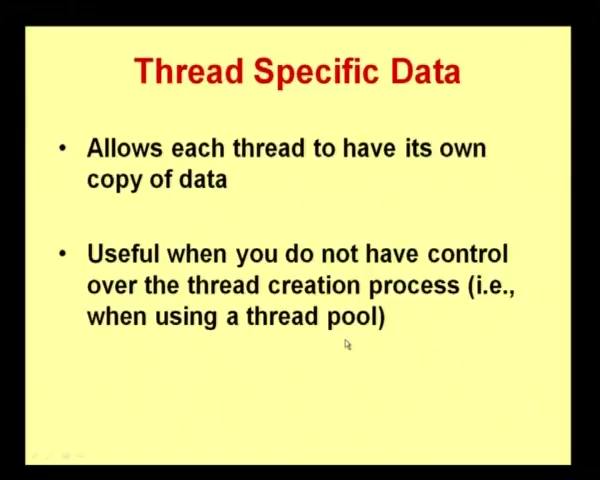 Thread Specific Data
• Allows each thread to have its own
copy of data
• Useful when you do not have control
over the thread creation process (i.e.,
when using a thread pool)